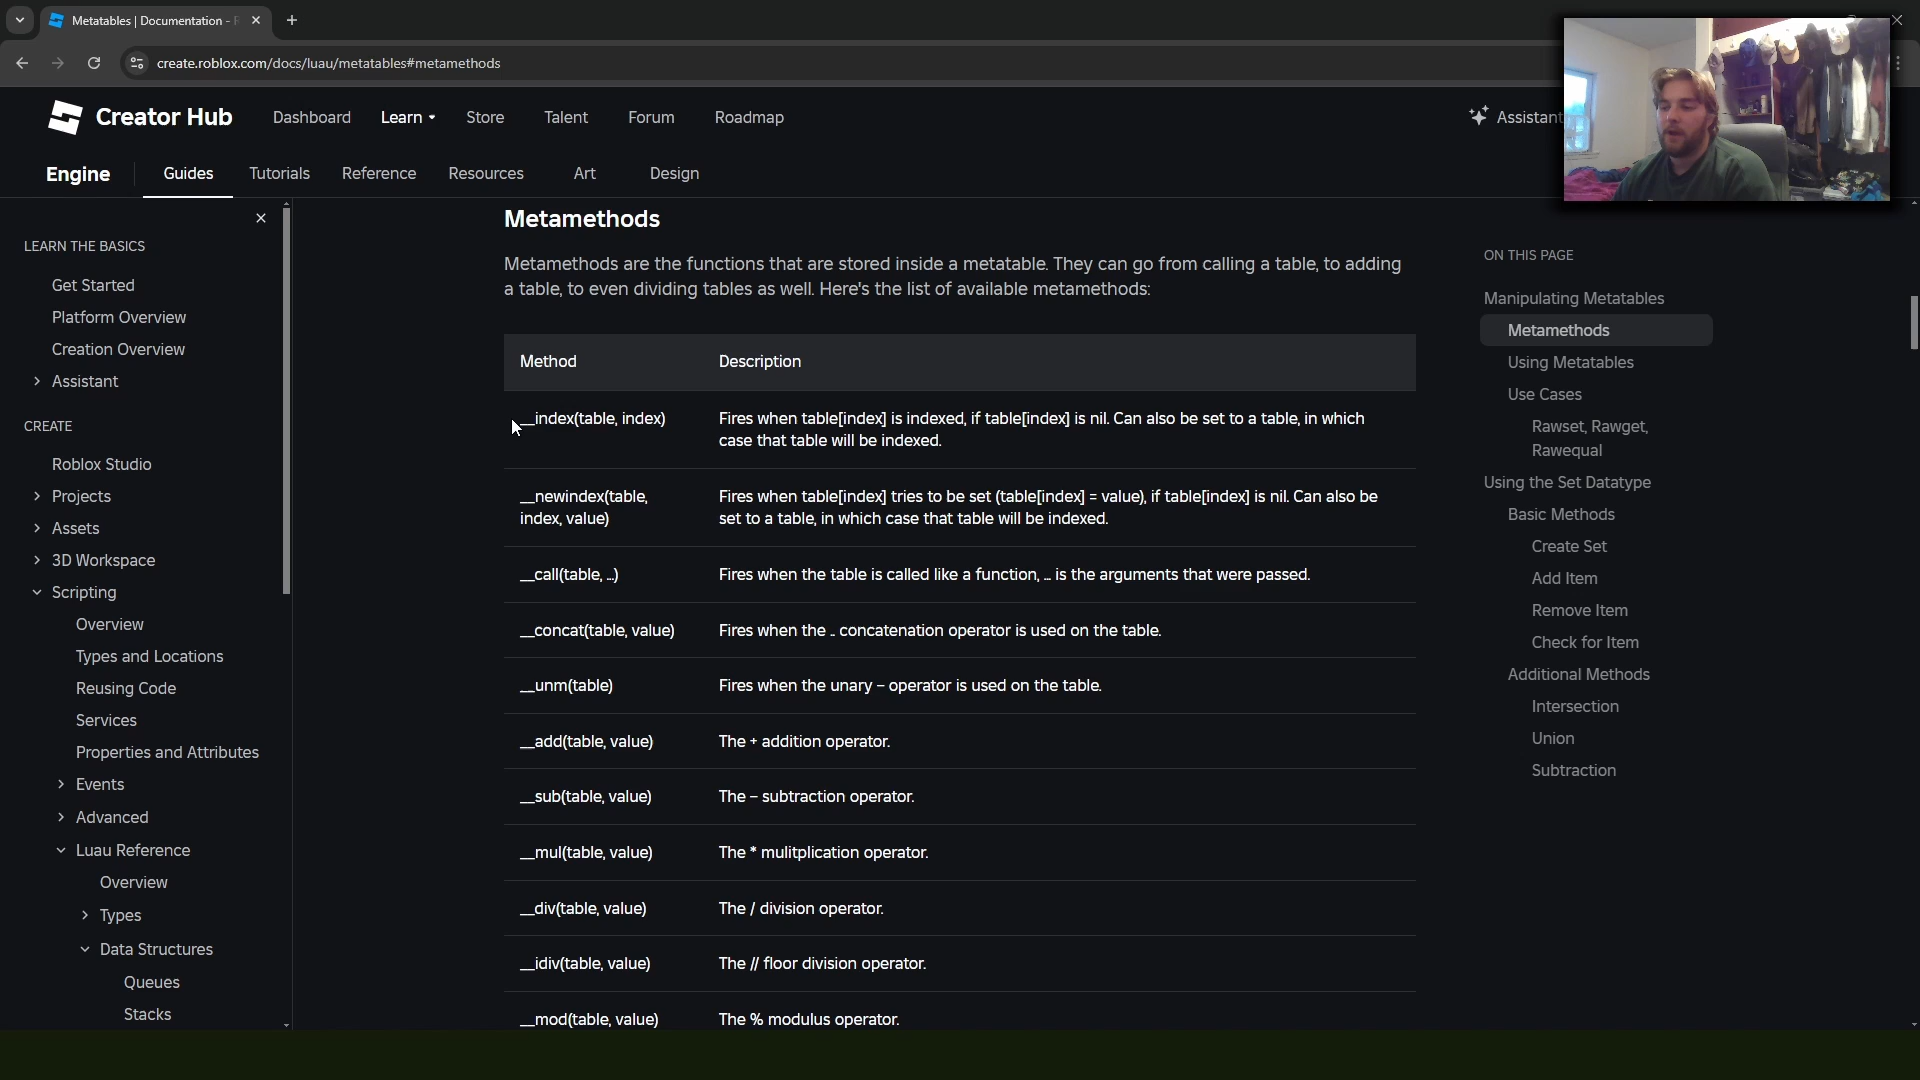 Metatables | Documentation -
create.roblox.com/docs/luau/metatables#metamethods
Creator Hub
Dashboard
Learn
Store
Talent
Forum
Roadmap
Assistant
Engine
Guides
Tutorials
Reference
Resources
Art
Design
LEARN THE BASICS
Get Started
Platform Overview
Creation Overview
Assistant
CREATE
Roblox Studio
Projects
Assets
3D Workspace
Scripting
Overview
Types and Locations
Reusing Code
Services
Properties and Attributes
Events
Advanced
Luau Reference
Overview
Types
Data Structures
Queues
Stacks
Metamethods
Metamethods are the functions that are stored inside a metatable. They can go from calling a table, to adding
a table, to even dividing tables as well. Here's the list of available metamethods:
Method Description
__index(table, index) Fires when table[index] is indexed, if table[index] is nil. Can also be set to a table, in which
case that table will be indexed.
__newindex(table, Fires when table[index] tries to be set (table[index] = value), if table[index] is nil. Can also be
index, value) set to a table, in which case that table will be indexed.
__call(table, ...) Fires when the table is called like a function, ... is the arguments that were passed.
__concat(table, value) Fires when the .. concatenation operator is used on the table.
__unm(table) Fires when the unary – operator is used on the table.
__add(table, value) The + addition operator.
__sub(table, value) The – subtraction operator.
__mul(table, value) The * mulitplication operator.
__div(table, value) The / division operator.
__idiv(table, value) The // floor division operator.
__mod(table, value) The % modulus operator.
ON THIS PAGE
Manipulating Metatables
Metamethods
Using Metatables
Use Cases
Rawset, Rawget,
Rawequal
Using the Set Datatype
Basic Methods
Create Set
Add Item
Remove Item
Check for Item
Additional Methods
Intersection
Union
Subtraction